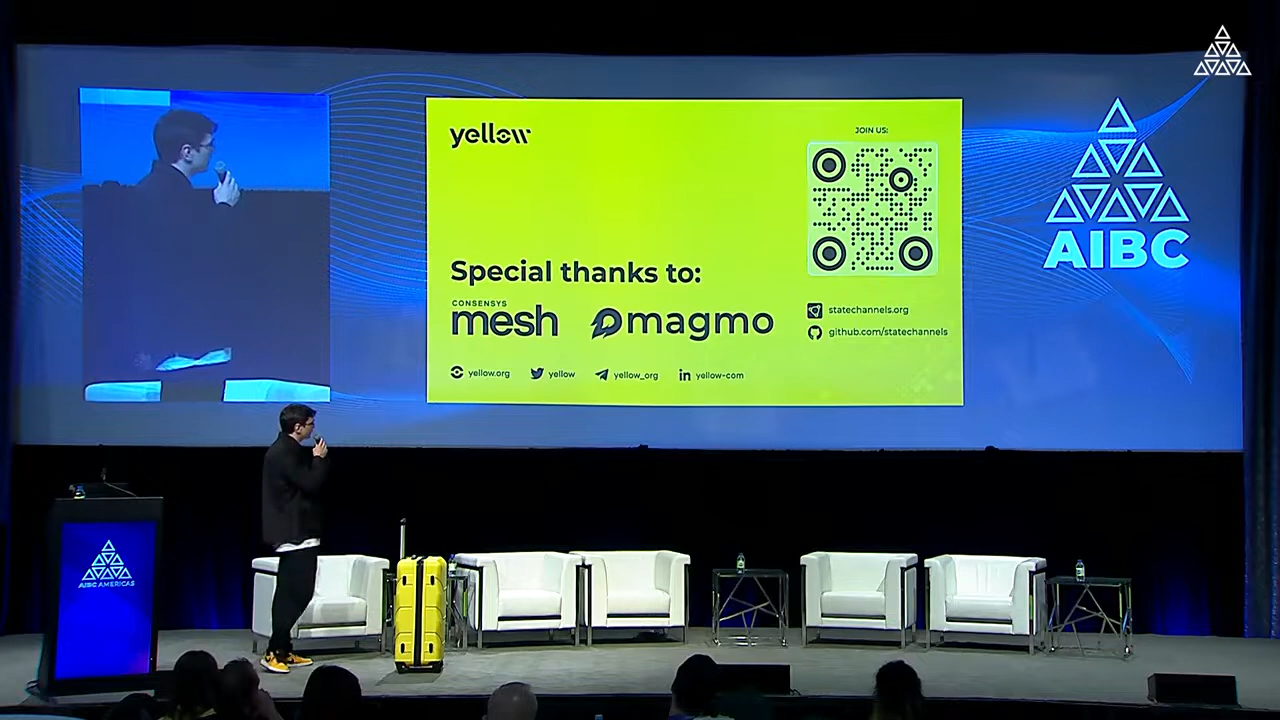 yellow
JOIN US:
Special thanks to:
CONSENSYS
mesh
magmo
statechannels.org
github.com/statechannels
yellow.org
yellow
yellow_org
yellow-com
AIBC
AIBC AMERICAS